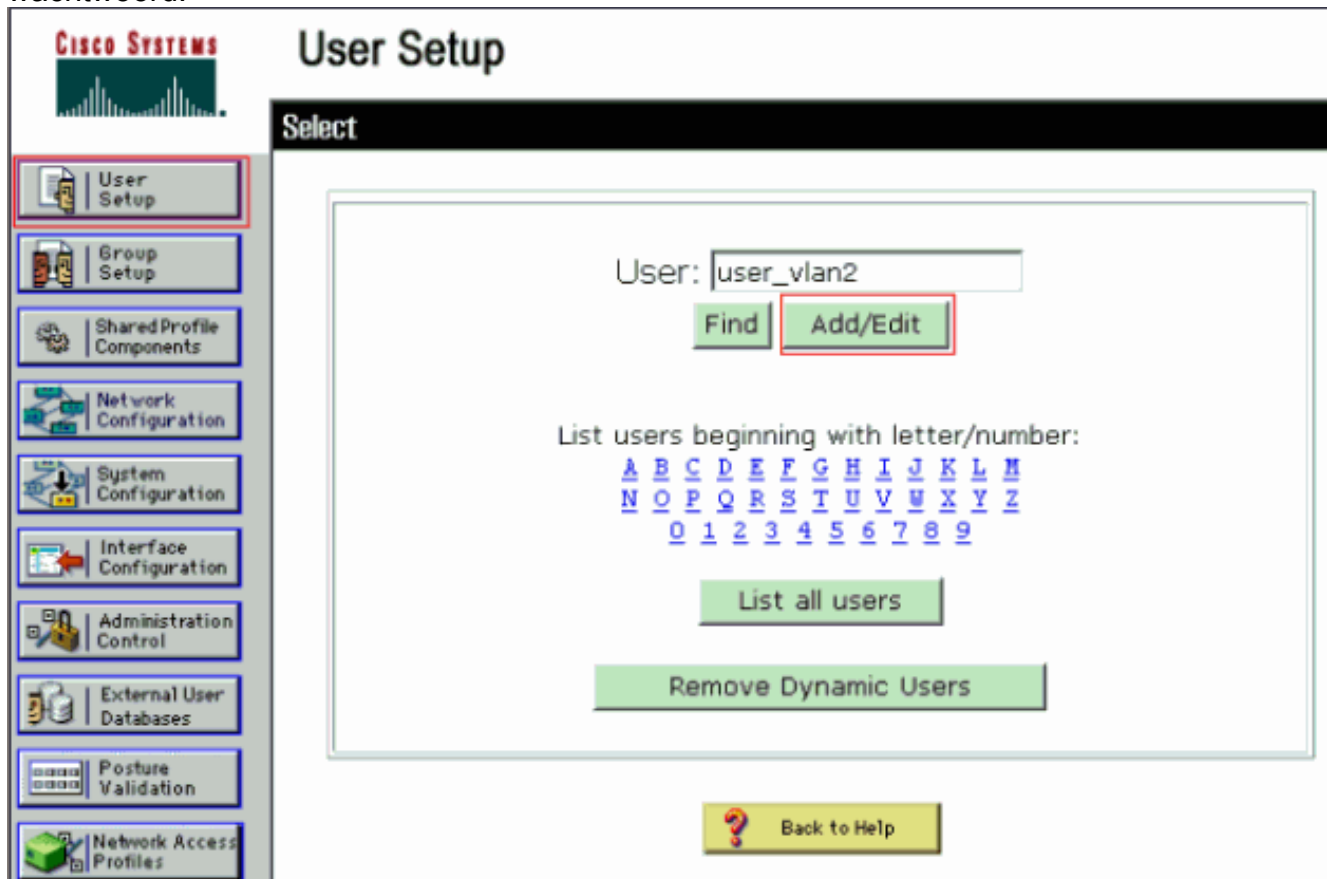 wachtwoord.
CISCO SYSTEMS
User Setup
Select
User
Setup
Group
Setup
Shared Profile
Components
Network
Configuration
System
Configuration
Interface
Configuration
Administration
Control
External User
Databases
Posture
Validation
Network Access
Profiles
User: user_vlan2
Find Add/Edit
List users beginning with letter/number:
A B C D E F G H I J K L M
N O P Q R S T U V W X Y Z
0 1 2 3 4 5 6 7 8 9
List all users
Remove Dynamic Users
? Back to Help